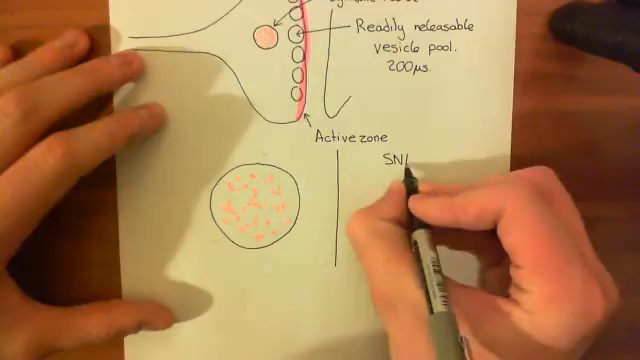 Readily releasable
vesicle pool.
200µs.
Active zone
SN